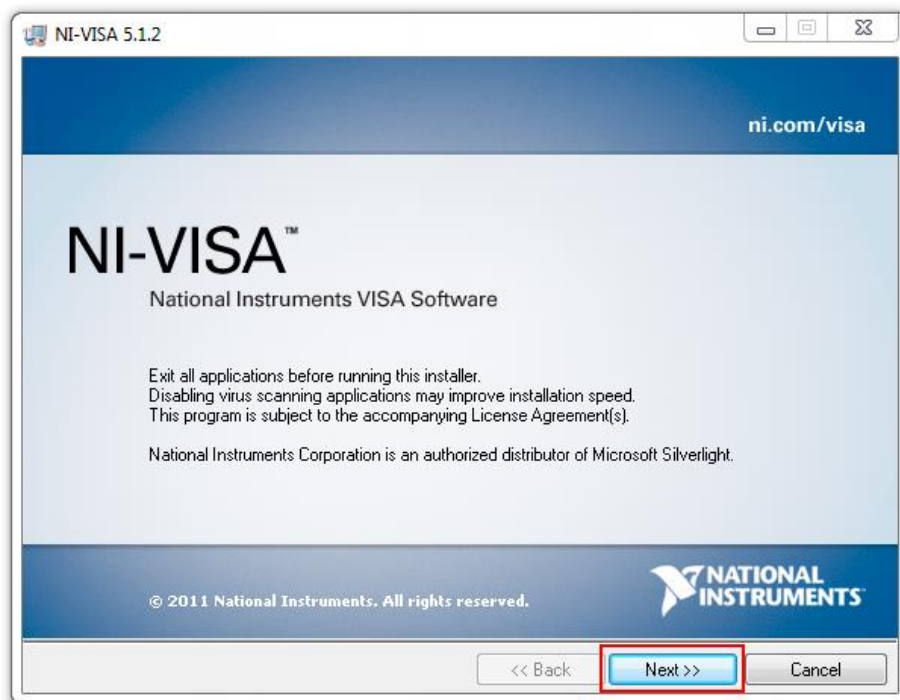 NI-VISA 5.1.2
ni.com/visa
NI-VISA™
National Instruments VISA Software
Exit all applications before running this installer.
Disabling virus scanning applications may improve installation speed.
This program is subject to the accompanying License Agreement(s).
National Instruments Corporation is an authorized distributor of Microsoft Silverlight.
© 2011 National Instruments. All rights reserved.
NATIONAL
INSTRUMENTS
<< Back
Next >>
Cancel